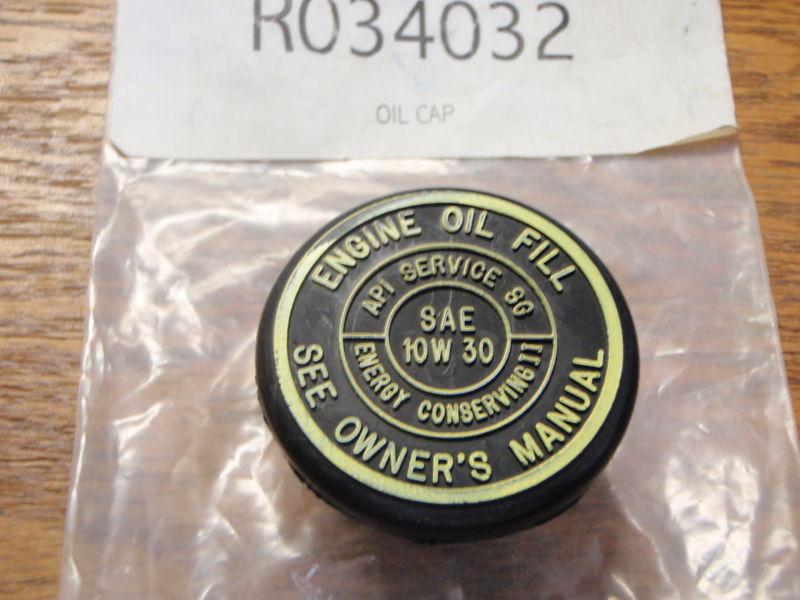 R034032
OIL CAP
ENGINE OIL FILL
API SERVICE SG
SAE
10W 30
ENERGY CONSERVING II
SEE OWNER'S MANUAL